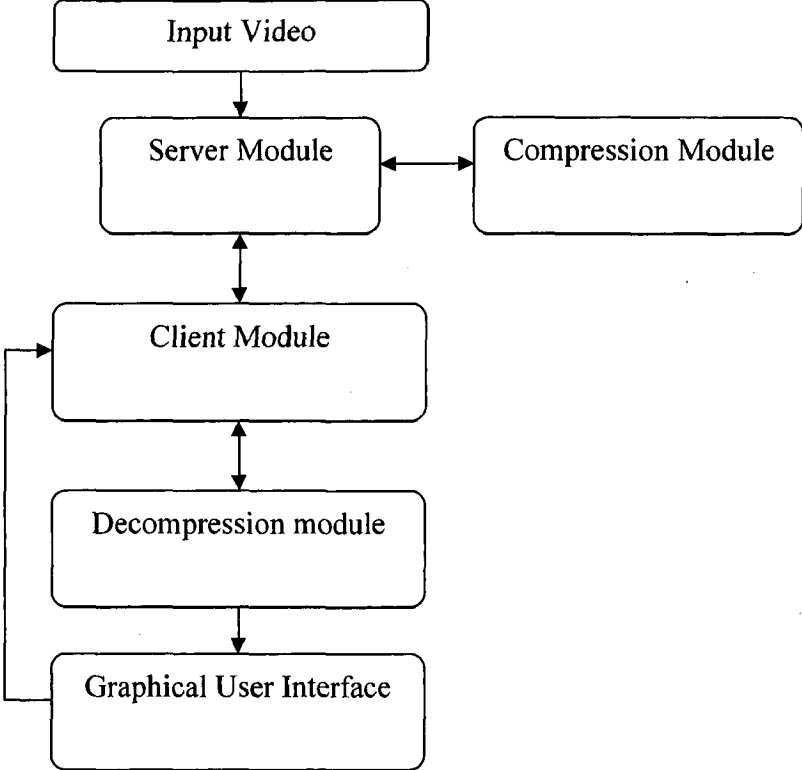 Input Video
Server Module
Compression Module
Client Module
Decompression module
Graphical User Interface